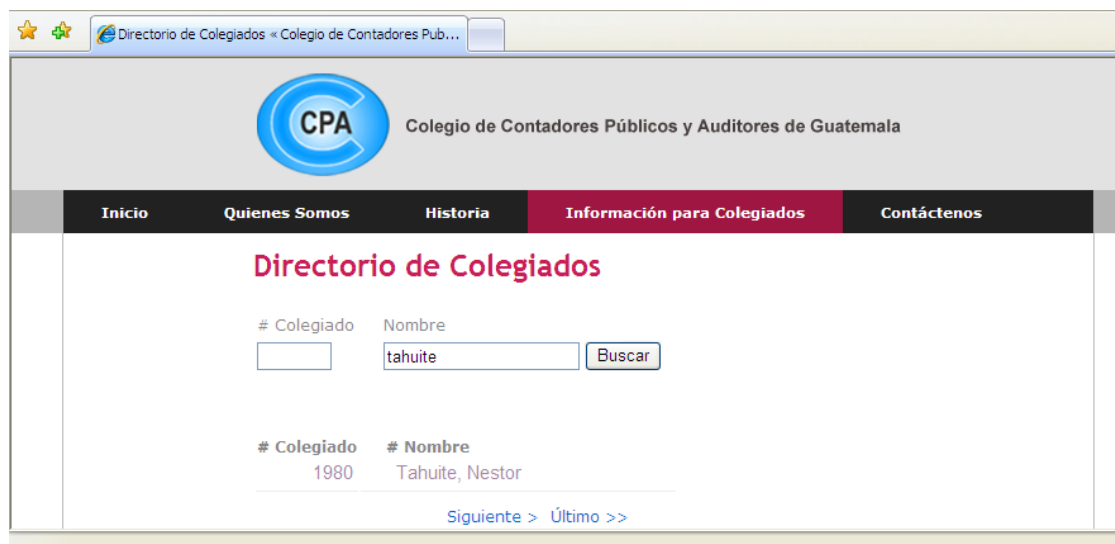 Directorio de Colegiados « Colegio de Contadores Pub...
CPA
Colegio de Contadores Públicos y Auditores de Guatemala
Inicio Quienes Somos Historia Información para Colegiados Contáctenos
Directorio de Colegiados
# Colegiado Nombre
tahuite Buscar
# Colegiado # Nombre
1980 Tahuite, Nestor
Siguiente > Último >>